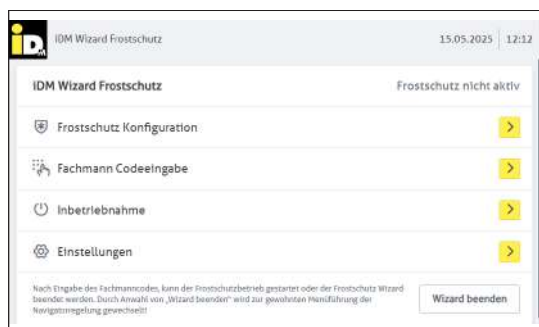 iDM
iDM Wizard Frostschutz 15.05.2025 12:12
iDM Wizard Frostschutz Frostschutz nicht aktiv
Frostschutz Konfiguration
Fachmann Codeeingabe
Inbetriebnahme
Einstellungen
Nach Eingabe des Fachmanncodes, kann der Frostschutzbetrieb gestartet oder der Frostschutz Wizard
beendet werden. Durch Anwahl von „Wizard beenden" wird zur gewohnten Menüführung der
Navigatorregelung gewechselt!
Wizard beenden